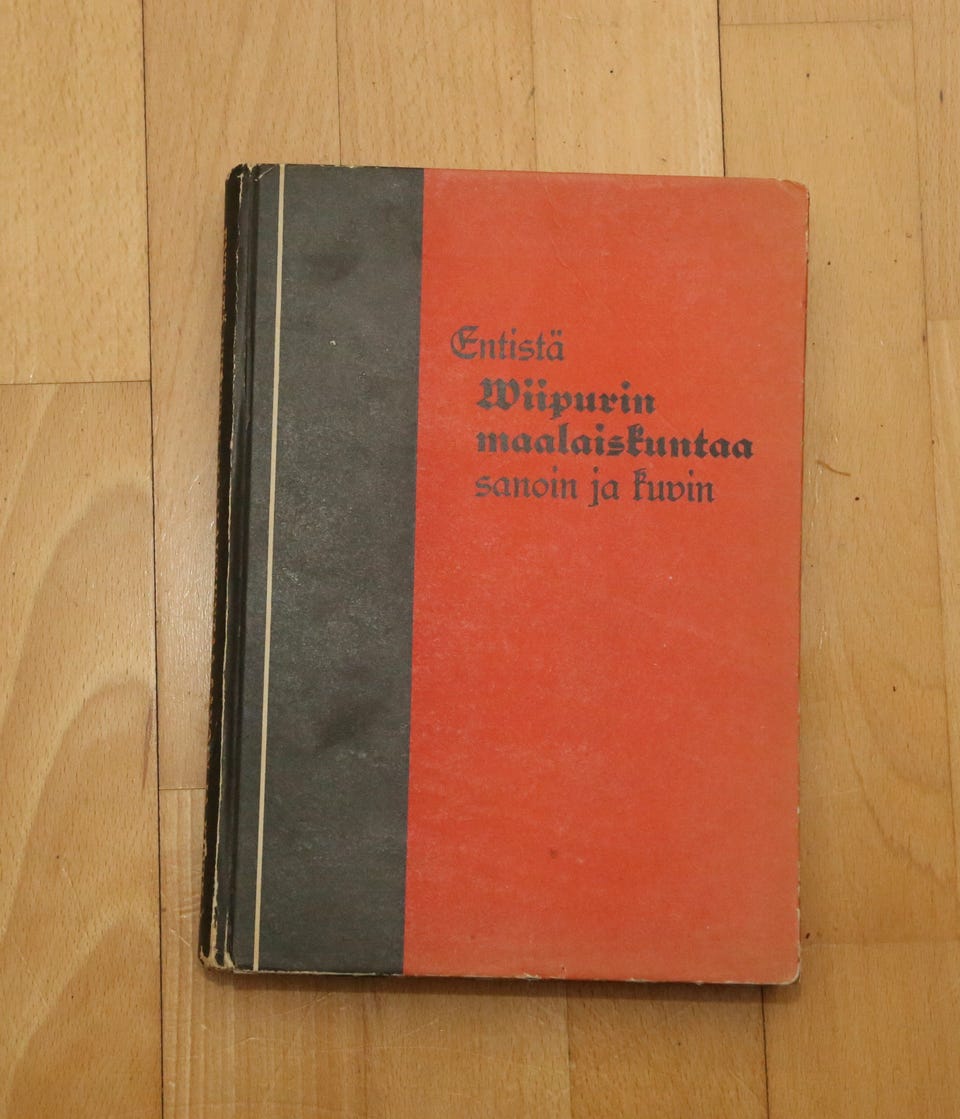 Entistä
Wiipurin
maalaiskuntaa
sanoin ja kuvin